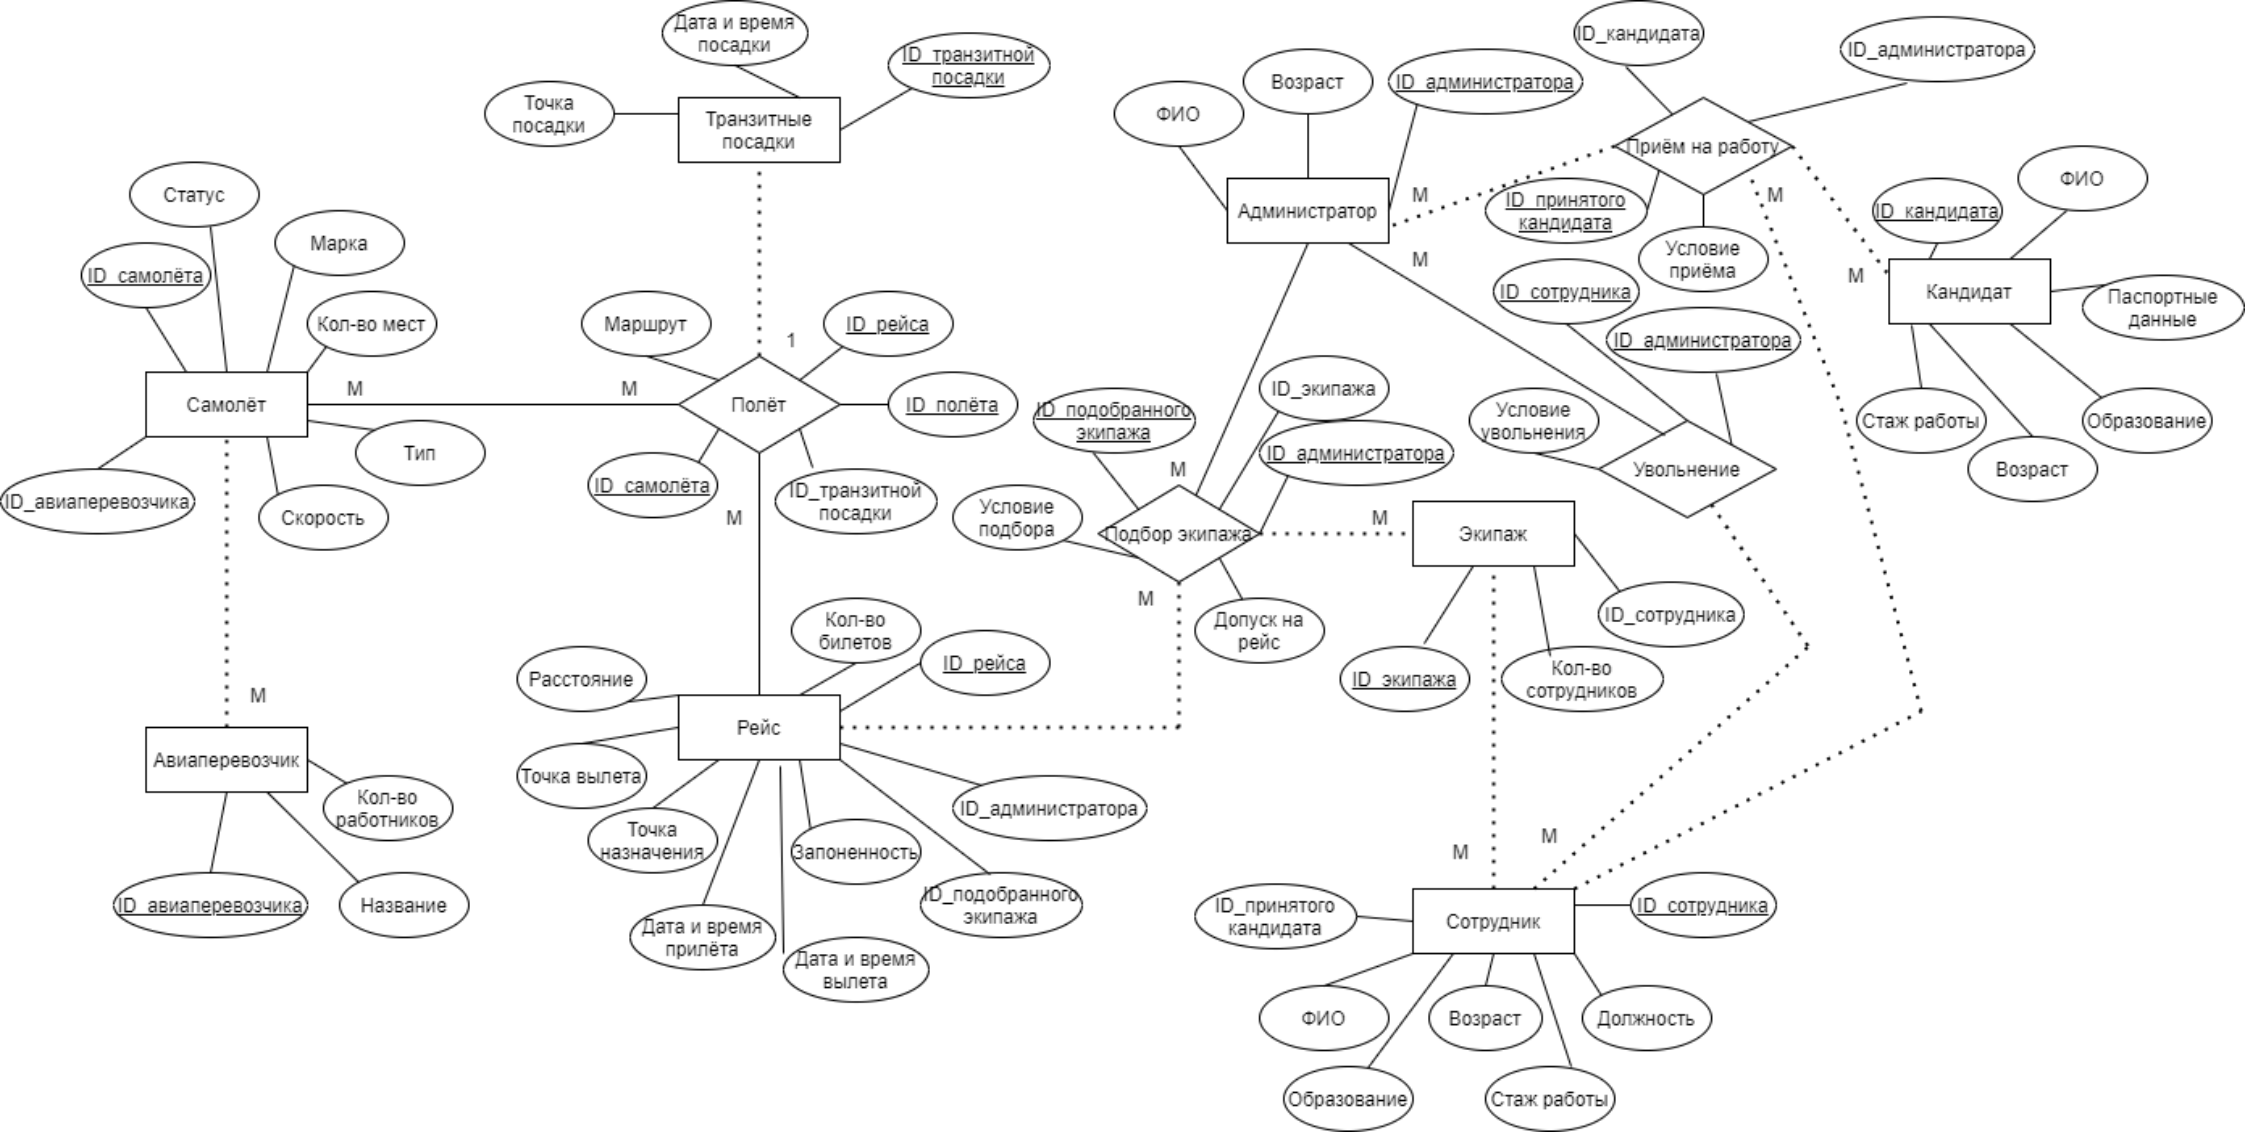 Дата и время
посадки
ID_транзитной
посадки
Точка
посадки
Транзитные
посадки
ФИО
Возраст
ID_администратора
Администратор
ID_кандидата
ID_администратора
Приём на работу
М
М
ID_принятого
кандидата
Условие
приёма
ID_кандидата
ФИО
Кандидат
Паспортные
данные
М
Стаж работы
Возраст
Образование
Статус
Марка
ID_самолёта
Кол-во мест
Самолёт
М
М
Тип
ID_авиаперевозчика
Скорость
Маршрут
1
ID_рейса
Полёт
ID_полёта
ID_самолёта
ID_транзитной
посадки
М
М
ID_сотрудника
ID_администратора
Условие
увольнения
Увольнение
ID_экипажа
ID_подобранного
экипажа
ID_администратора
М
Условие
подбора
Подбор экипажа
М
Экипаж
М
Допуск на
рейс
ID_сотрудника
ID_экипажа
Кол-во
сотрудников
М
Авиаперевозчик
Кол-во
работников
ID_авиаперевозчика
Название
Кол-во
билетов
Расстояние
ID_рейса
Рейс
Точка вылета
Точка
назначения
ID_администратора
Запоненность
ID_подобранного
экипажа
Дата и время
прилёта
Дата и время
вылета
М
М
ID_принятого
кандидата
Сотрудник
ID_сотрудника
ФИО
Возраст
Должность
Образование
Стаж работы